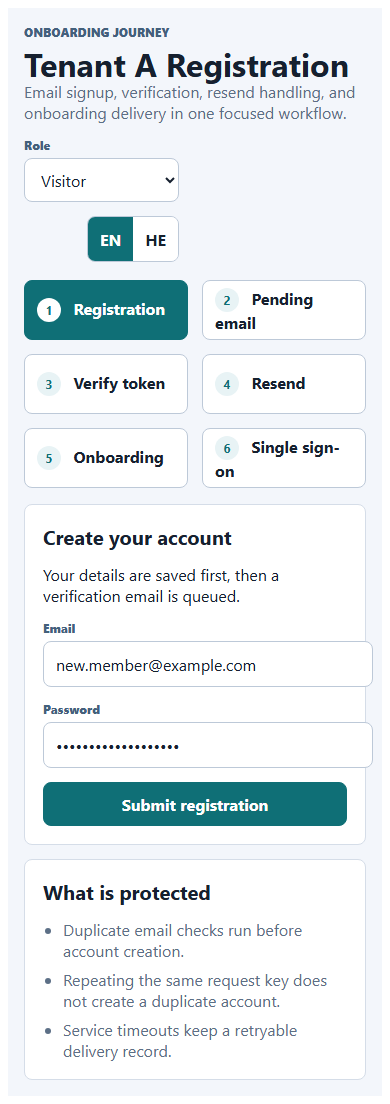 ONBOARDING JOURNEY
Tenant A Registration
Email signup, verification, resend handling, and
onboarding delivery in one focused workflow.
Role
Visitor
EN HE
1 Registration
2 Pending
email
3 Verify token
4 Resend
5 Onboarding
6 Single sign-
on
Create your account
Your details are saved first, then a
verification email is queued.
Email
new.member@example.com
Password
•••••••••••••••••••
Submit registration
What is protected
• Duplicate email checks run before
account creation.
• Repeating the same request key does
not create a duplicate account.
• Service timeouts keep a retryable
delivery record.